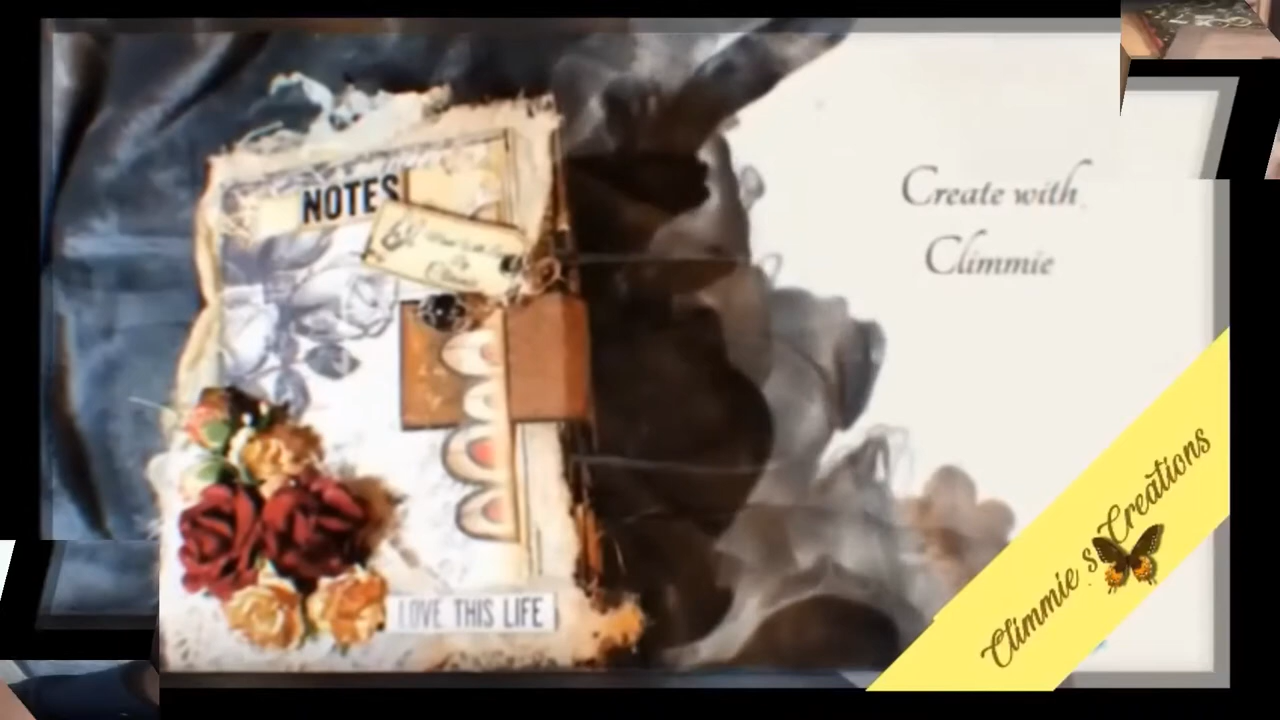 NOTES
Create with
Climmie
LOVE THIS LIFE
Climmie s Creations